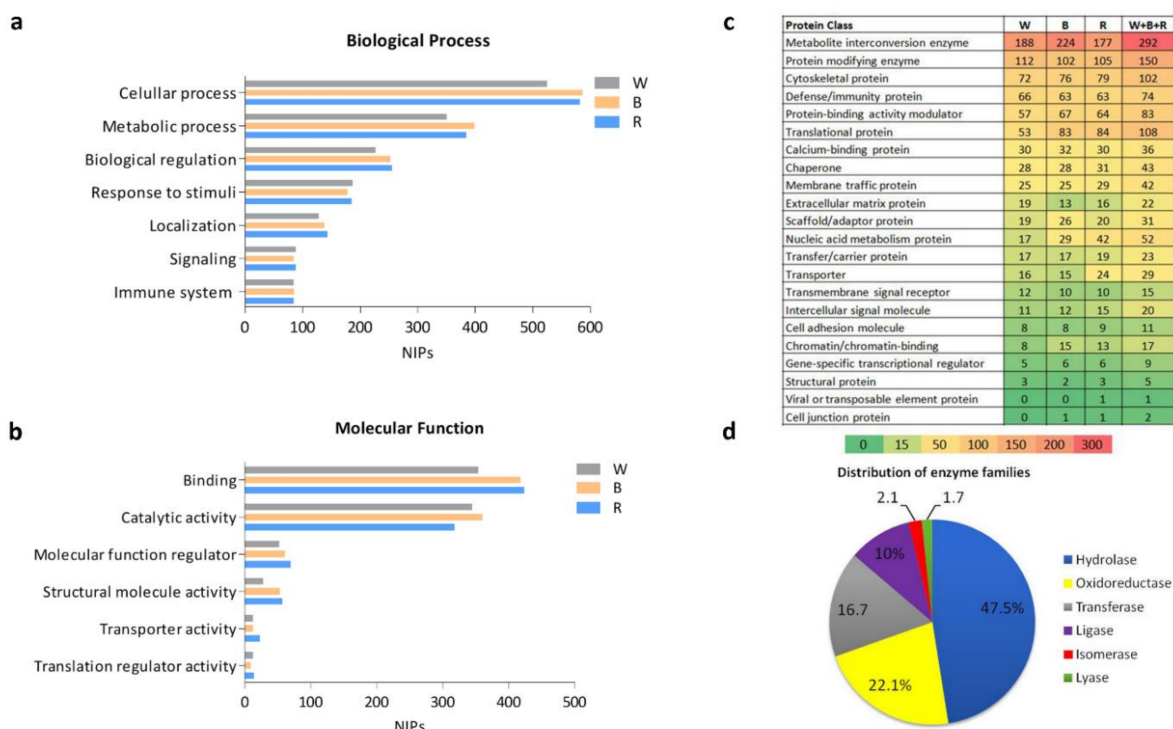 a
Biological Process
Celullar process
Metabolic process
Biological regulation
Response to stimuli
Localization
Signaling
Immune system
W
B
R
0 100 200 300 400 500 600
NIPs
b
Molecular Function
Binding
Catalytic activity
Molecular function regulator
Structural molecule activity
Transporter activity
Translation regulator activity
W
B
R
0 100 200 300 400 500
NIPs
c
Protein Class W B R W+B+R
Metabolite interconversion enzyme 188 224 177 292
Protein modifying enzyme 112 102 105 150
Cytoskeletal protein 72 76 79 102
Defense/immunity protein 66 63 63 74
Protein-binding activity modulator 57 67 64 83
Translational protein 53 83 84 108
Calcium-binding protein 30 32 30 36
Chaperone 28 28 31 43
Membrane traffic protein 25 25 29 42
Extracellular matrix protein 19 13 16 22
Scaffold/adaptor protein 19 26 20 31
Nucleic acid metabolism protein 17 29 42 52
Transfer/carrier protein 17 17 19 23
Transporter 16 15 24 29
Transmembrane signal receptor 12 10 10 15
Intercellular signal molecule 11 12 15 20
Cell adhesion molecule 8 8 9 11
Chromatin/chromatin-binding 8 15 13 17
Gene-specific transcriptional regulator 5 6 6 9
Structural protein 3 2 3 5
Viral or transposable element protein 0 0 1 1
Cell junction protein 0 1 1 2
0 15 50 100 150 200 300
d
Distribution of enzyme families
2.1 1.7
10%
47.5%
16.7
22.1%
Hydrolase
Oxidoreductase
Transferase
Ligase
Isomerase
Lyase